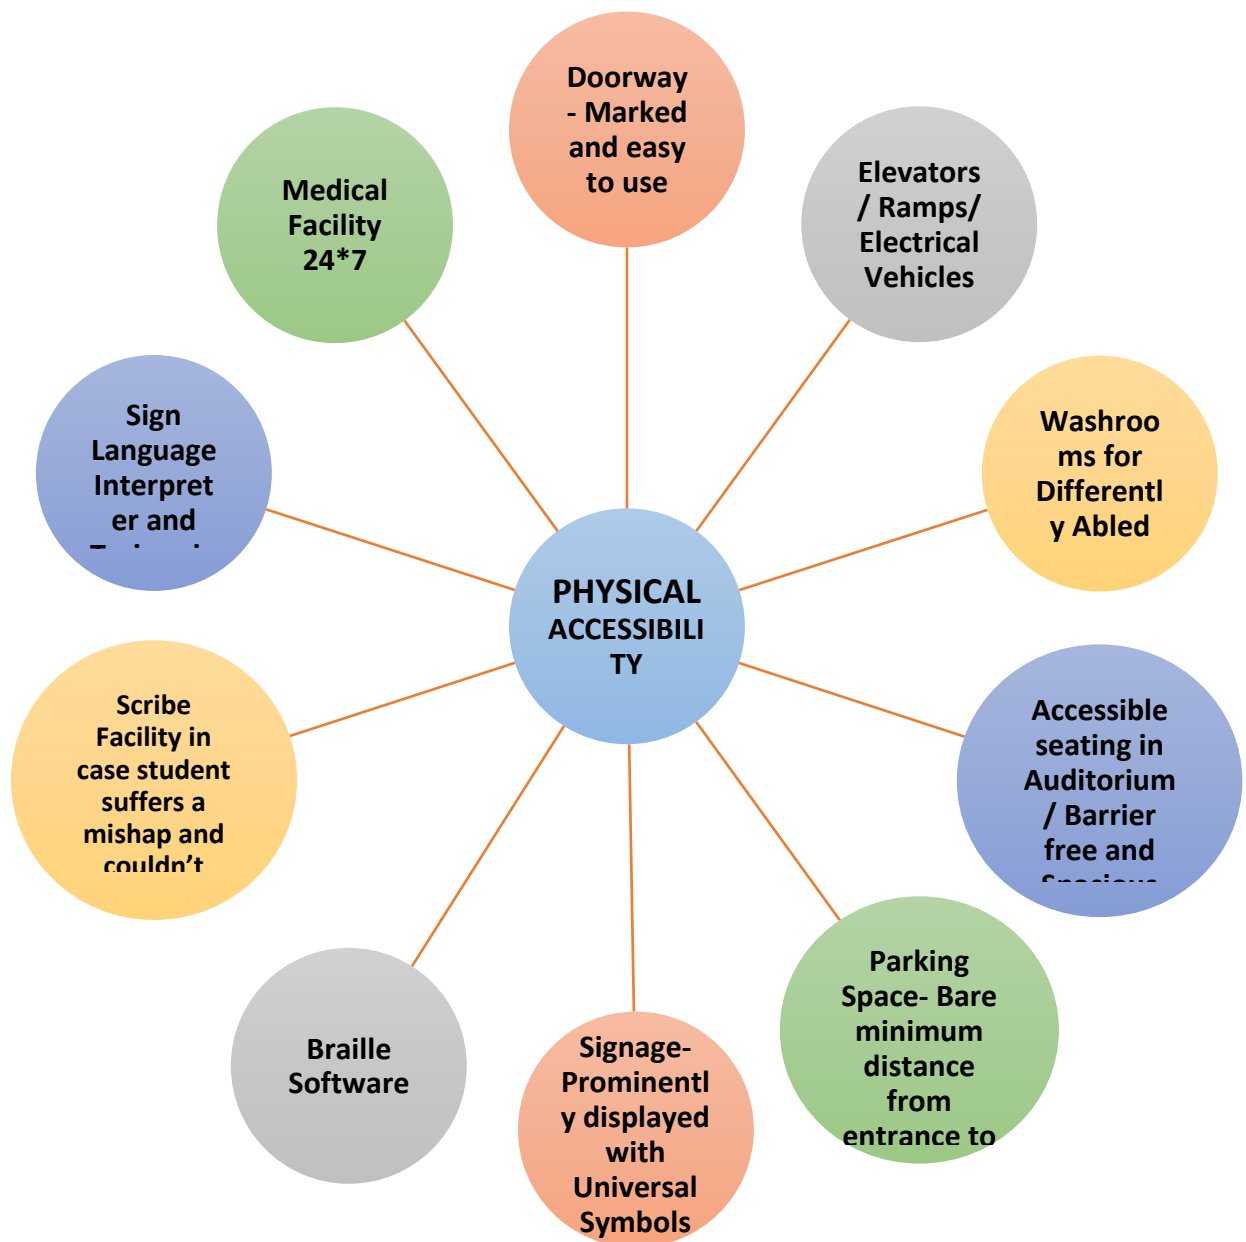 Doorway
- Marked
and easy
to use
Elevators
/ Ramps/
Electrical
Vehicles
Washroo
ms for
Differentl
y Abled
Accessible
seating in
Auditorium
/ Barrier
free and
Spacious
Parking
Space- Bare
minimum
distance
from
entrance to
Signage-
Prominentl
y displayed
with
Universal
Symbols
Braille
Software
Scribe
Facility in
case student
suffers a
mishap and
couldn’t
Sign
Language
Interpret
er and
Medical
Facility
24*7
PHYSICAL
ACCESSIBILI
TY